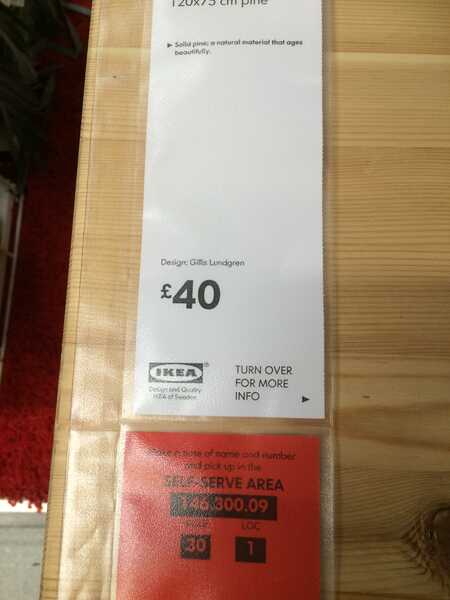 120x75 cm pine
▶ Solid pine; a natural material that ages
beautifully.
Design: Gillis Lundgren
£40
IKEA®
Design and Quality
IKEA of Sweden
TURN OVER
FOR MORE
INFO ▶
Make a note of name and number
and pick up in the
SELF-SERVE AREA
146.300.09
LOC
30 1